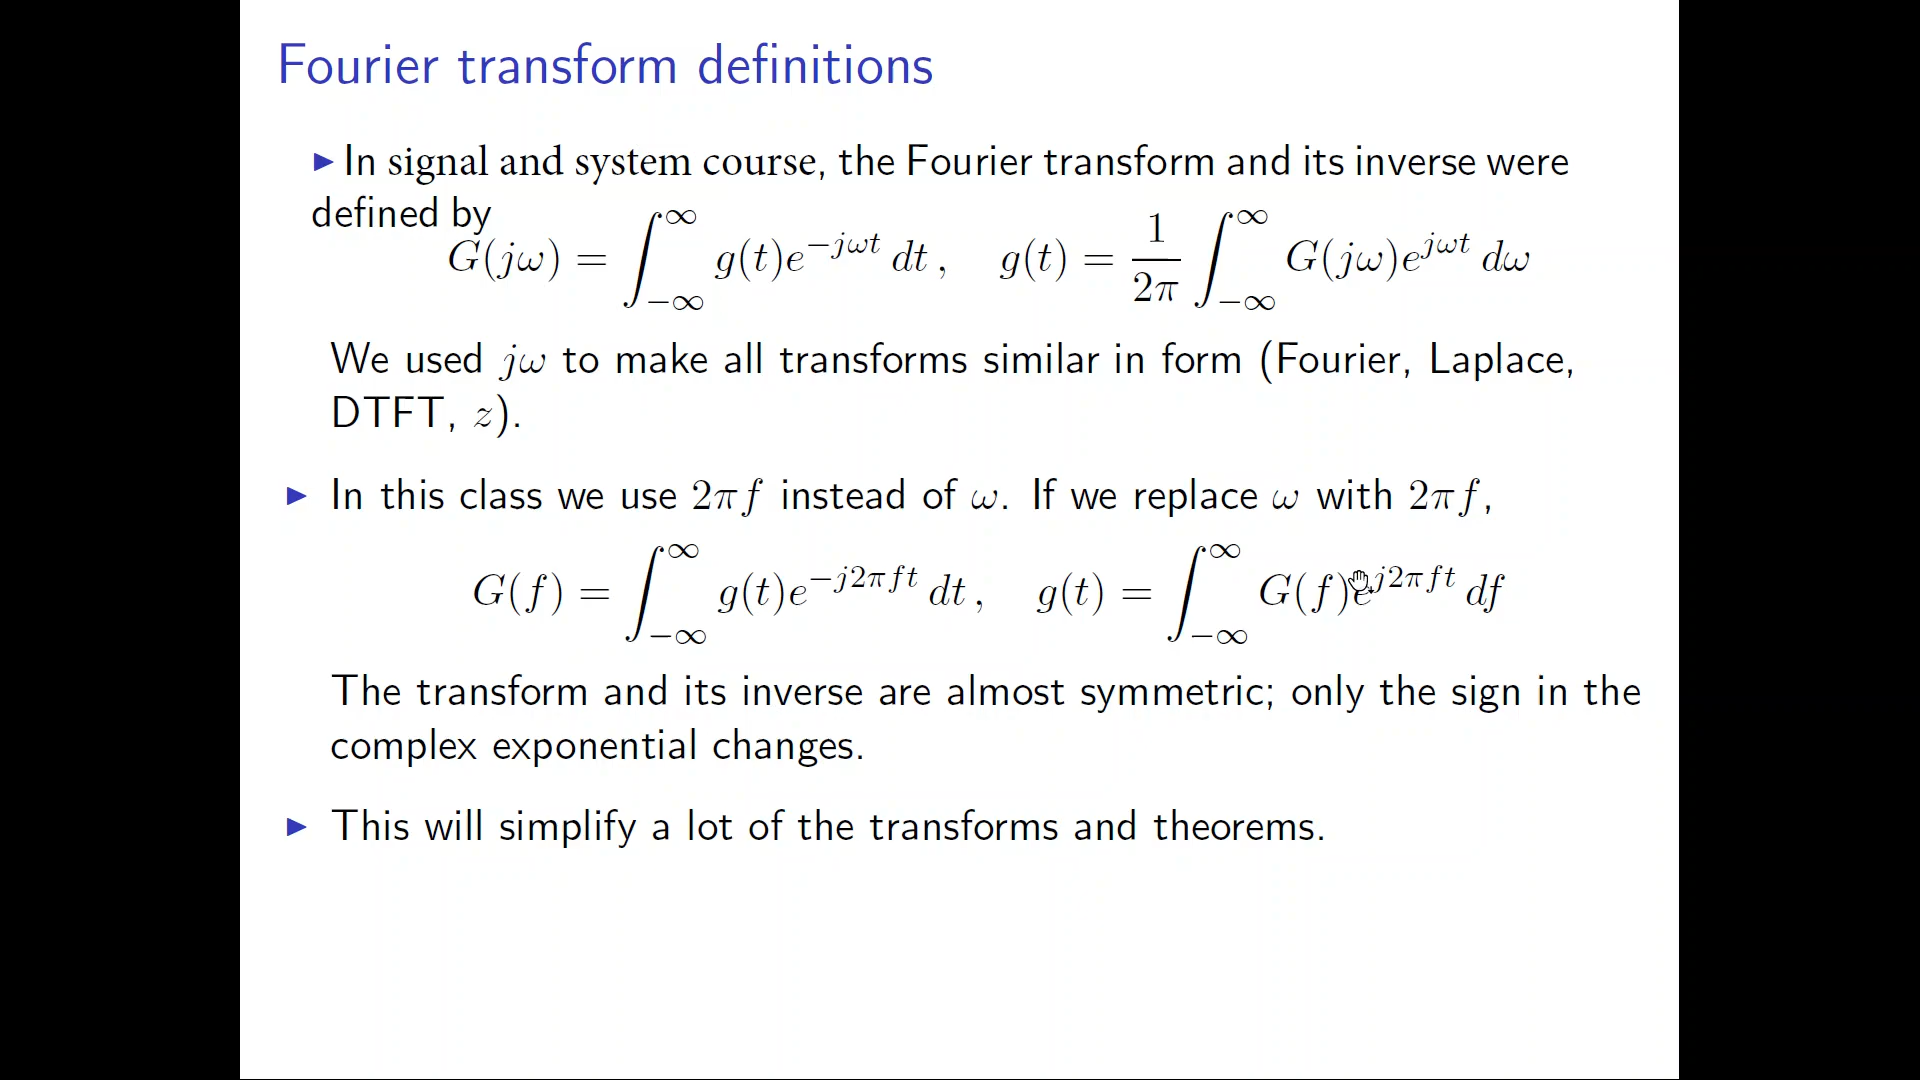 Fourier transform definitions
▶ In signal and system course, the Fourier transform and its inverse were
defined by
G(jω) = ∫_{−∞}^{∞} g(t)e^{−jωt} dt ,   g(t) = \frac{1}{2π} ∫_{−∞}^{∞} G(jω)e^{jωt} dω
We used jω to make all transforms similar in form (Fourier, Laplace,
DTFT, z).
▶ In this class we use 2πf instead of ω. If we replace ω with 2πf,
G(f) = ∫_{−∞}^{∞} g(t)e^{−j2πft} dt ,   g(t) = ∫_{−∞}^{∞} G(f)e^{j2πft} df
The transform and its inverse are almost symmetric; only the sign in the
complex exponential changes.
▶ This will simplify a lot of the transforms and theorems.